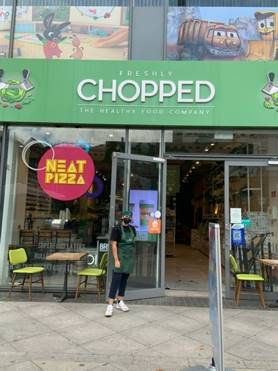 FRESHLY
CHOPPED
THE HEALTHY FOOD COMPANY
NEAT
PIZZA